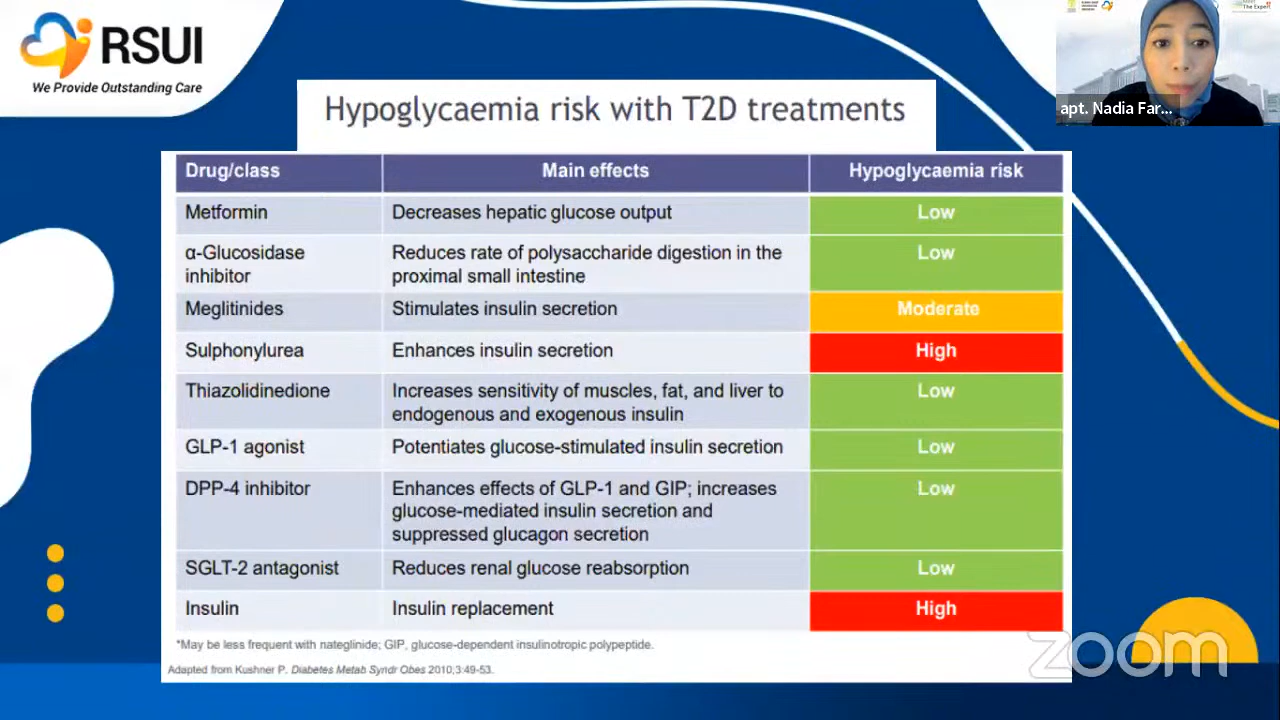 RSUI
We Provide Outstanding Care
The Expert
apt. Nadia Far...
Hypoglycaemia risk with T2D treatments
Drug/class Main effects Hypoglycaemia risk
Metformin Decreases hepatic glucose output Low
α-Glucosidase inhibitor Reduces rate of polysaccharide digestion in the proximal small intestine Low
Meglitinides Stimulates insulin secretion Moderate
Sulphonylurea Enhances insulin secretion High
Thiazolidinedione Increases sensitivity of muscles, fat, and liver to endogenous and exogenous insulin Low
GLP-1 agonist Potentiates glucose-stimulated insulin secretion Low
DPP-4 inhibitor Enhances effects of GLP-1 and GIP; increases glucose-mediated insulin secretion and suppressed glucagon secretion Low
SGLT-2 antagonist Reduces renal glucose reabsorption Low
Insulin Insulin replacement High
*May be less frequent with nateglinide; GIP, glucose-dependent insulinotropic polypeptide.
Adapted from Kushner P. Diabetes Metab Syndr Obes 2010;3:49-53.
zoom